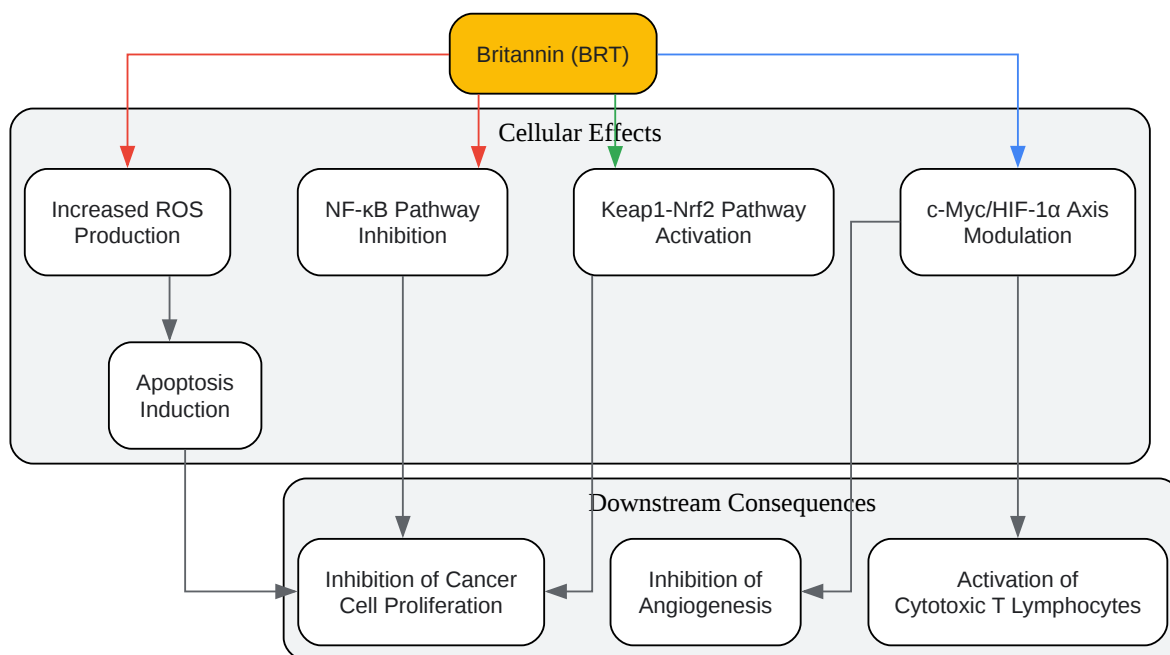 Britannin (BRT)
Cellular Effects
Increased ROS
Production
NF-κB Pathway
Inhibition
Keap1-Nrf2 Pathway
Activation
c-Myc/HIF-1α Axis
Modulation
Apoptosis
Induction
Downstream Consequences
Inhibition of Cancer
Cell Proliferation
Inhibition of
Angiogenesis
Activation of
Cytotoxic T Lymphocytes